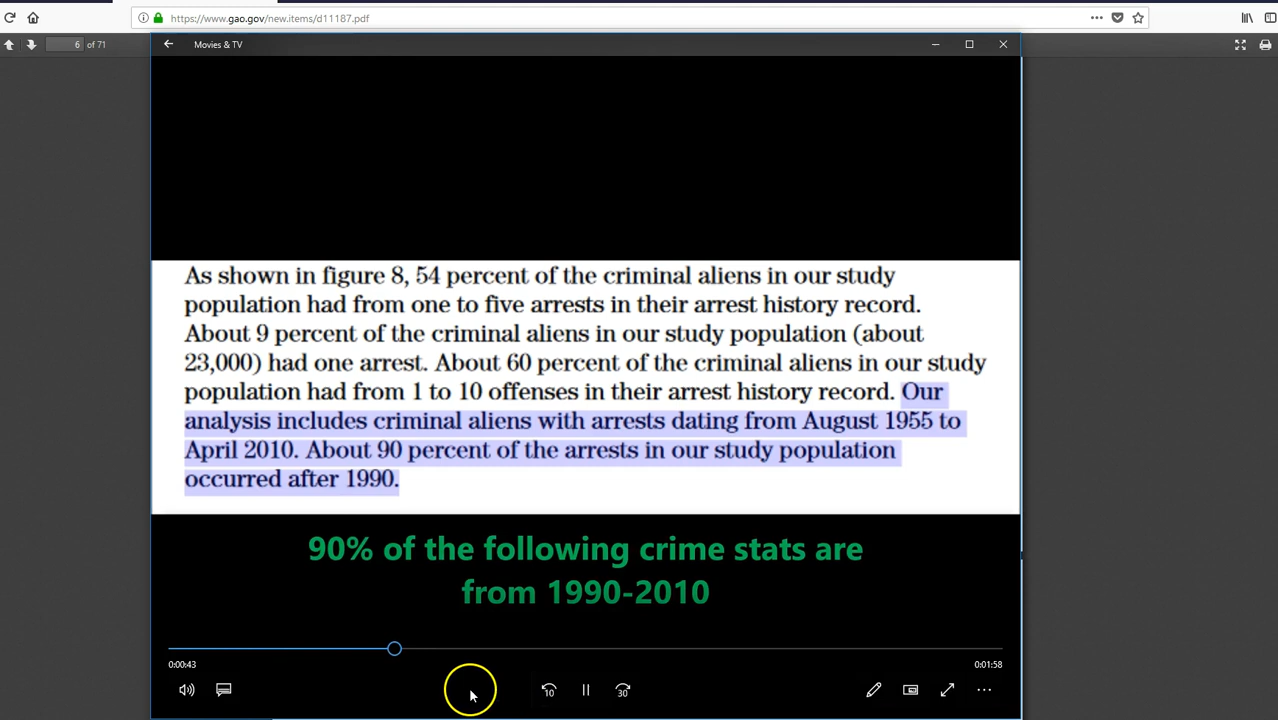 https://www.gao.gov/new.items/d11187.pdf
6 of 71
Movies & TV
As shown in figure 8, 54 percent of the criminal aliens in our study
population had from one to five arrests in their arrest history record.
About 9 percent of the criminal aliens in our study population (about
23,000) had one arrest. About 60 percent of the criminal aliens in our study
population had from 1 to 10 offenses in their arrest history record. Our
analysis includes criminal aliens with arrests dating from August 1955 to
April 2010. About 90 percent of the arrests in our study population
occurred after 1990.
90% of the following crime stats are
from 1990-2010
0:00:43
0:01:58
10
30